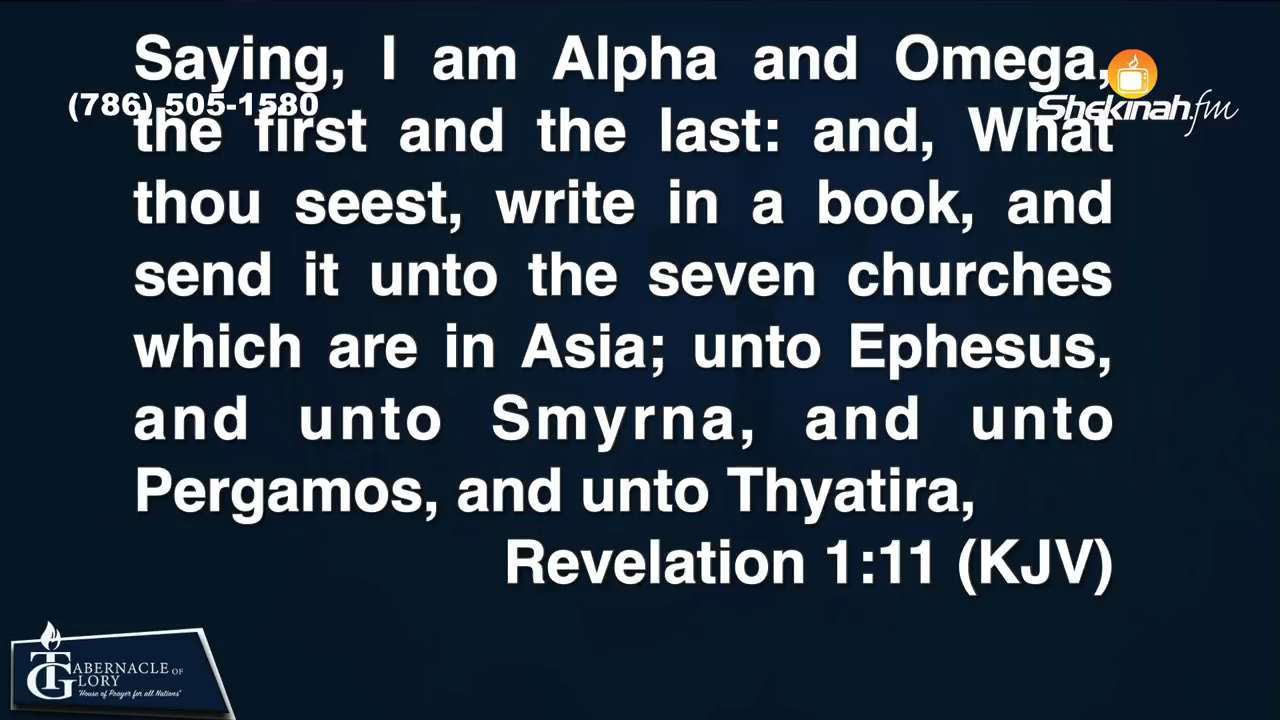 Saying, I am Alpha and Omega,
(786) 505-1580
Shekinah.fm
the first and the last: and, What
thou seest, write in a book, and
send it unto the seven churches
which are in Asia; unto Ephesus,
and unto Smyrna, and unto
Pergamos, and unto Thyatira,
Revelation 1:11 (KJV)
TABERNACLE OF
GLORY
"House of Prayer for all Nations"